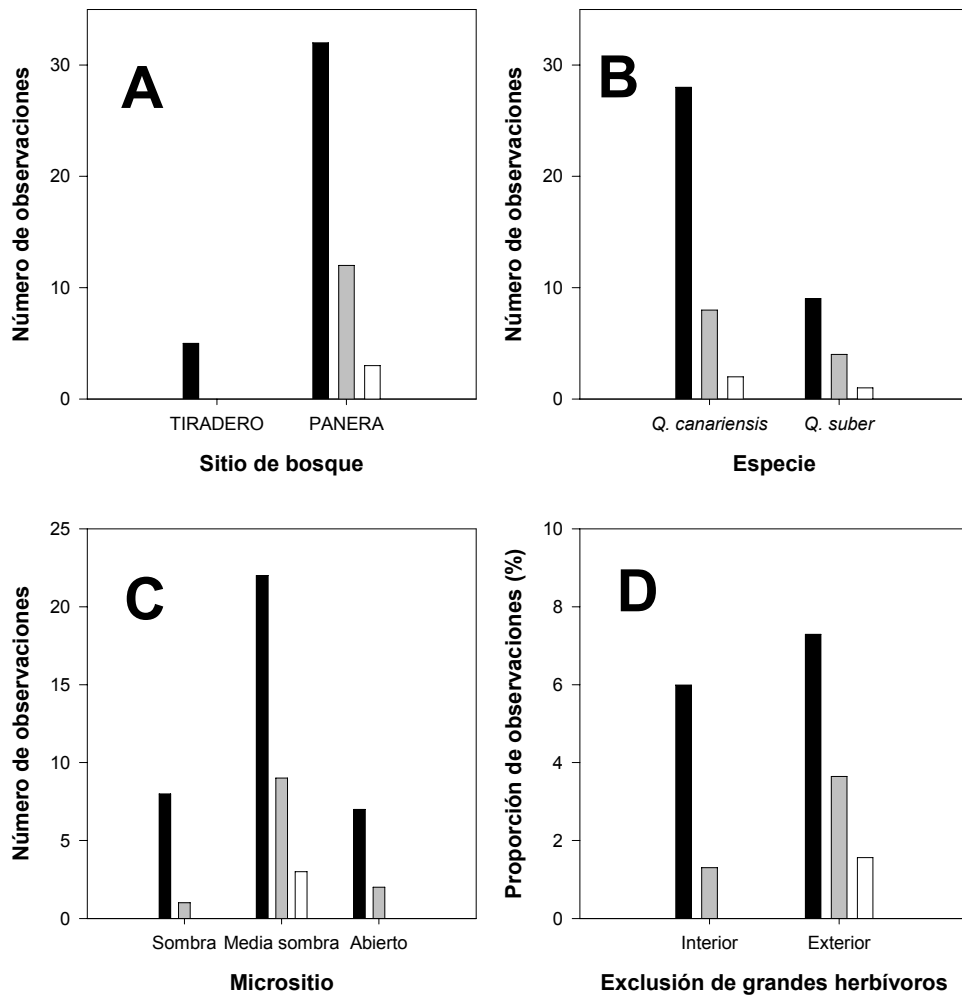 A
Número de observaciones
30
20
10
0
TIRADERO PANERA
Sitio de bosque
B
Número de observaciones
30
20
10
0
Q. canariensis Q. suber
Especie
C
Número de observaciones
25
20
15
10
5
0
Sombra Media sombra Abierto
Micrositio
D
Proporción de observaciones (%)
10
8
6
4
2
0
Interior Exterior
Exclusión de grandes herbívoros